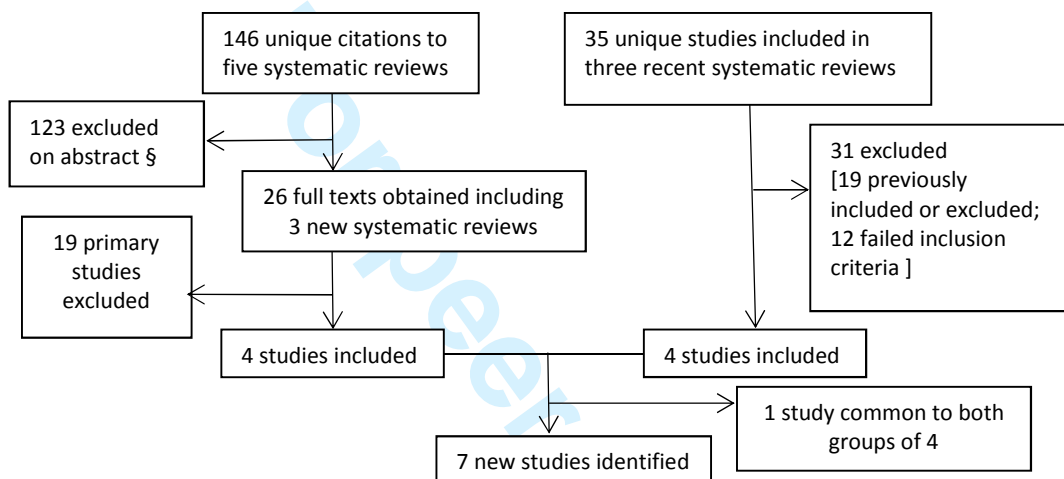 146 unique citations to
five systematic reviews
35 unique studies included in
three recent systematic reviews
123 excluded
on abstract §
31 excluded
[19 previously
included or excluded;
12 failed inclusion
criteria ]
26 full texts obtained including
3 new systematic reviews
19 primary
studies
excluded
4 studies included
4 studies included
1 study common to both
groups of 4
7 new studies identified
peer